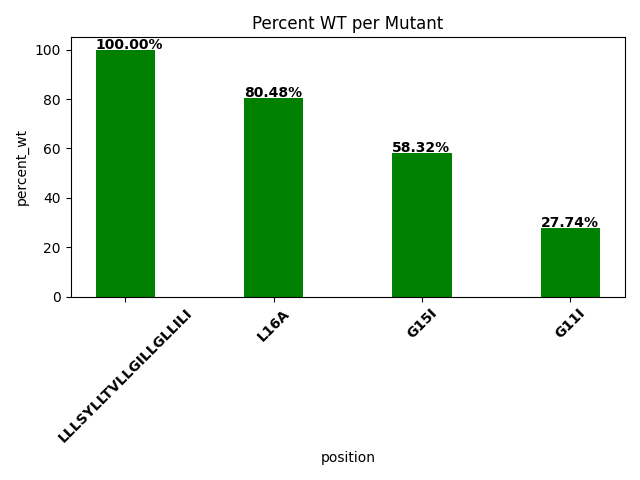 Percent WT per Mutant
100.00%
80.48%
58.32%
27.74%
percent_wt
100
80
60
40
20
0
LLLSYLLTVLLGILLGLLILI
L16A
G15I
G11I
position